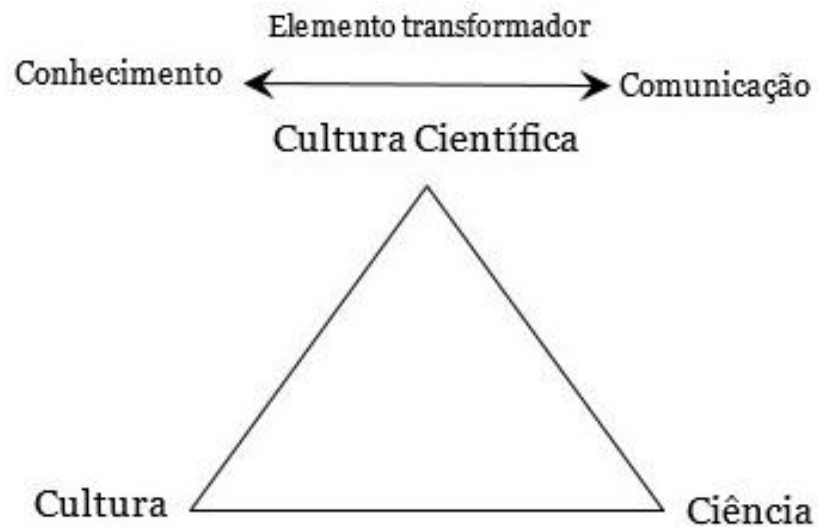 Elemento transformador
Conhecimento
Comunicação
Cultura Científica
Cultura
Ciência